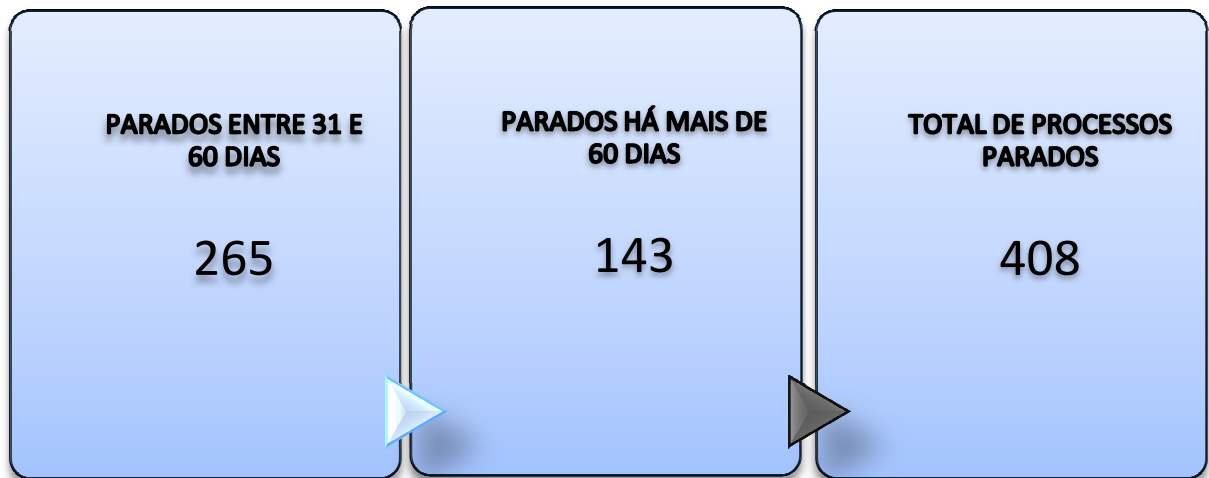 PARADOS ENTRE 31 E
60 DIAS
265
PARADOS HÁ MAIS DE
60 DIAS
143
TOTAL DE PROCESSOS
PARADOS
408